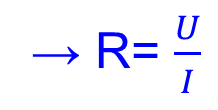 → R= U/I